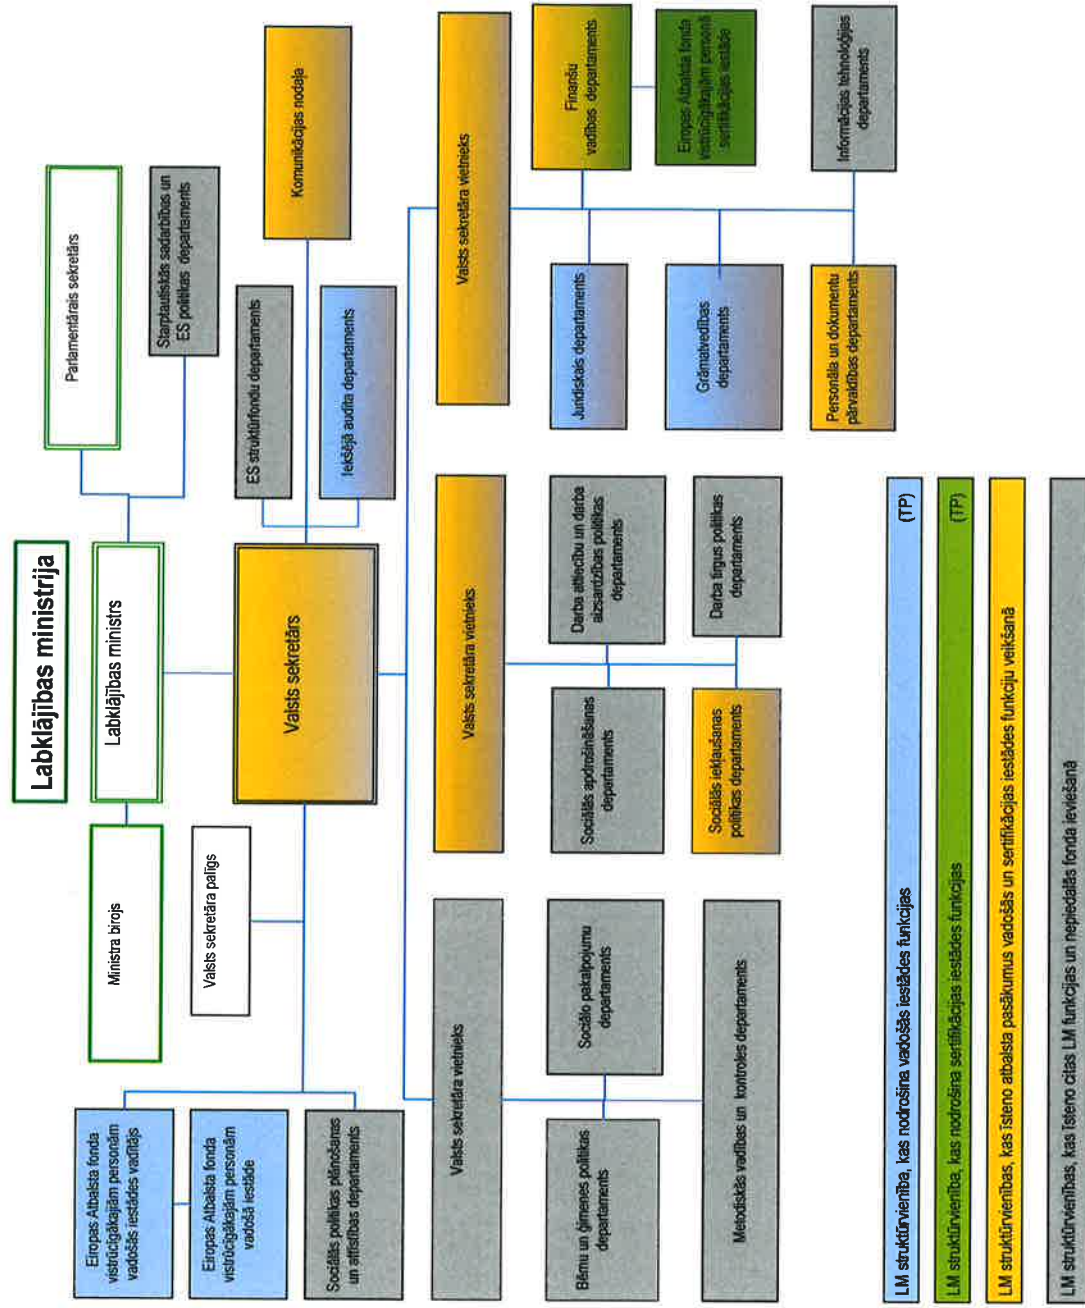 Labklājības ministrija
Ministra birojs
Labklājības ministrs
Parlamentārais sekretārs
Starptautiskās sadarbības un
ES politikas departaments
Valsts sekretāra palīgs
Valsts sekretārs
ES struktūrfondu departaments
Iekšējā audita departaments
Komunikācijas nodaļa
Eiropas Atbalsta fonda
vistrūcīgākajām personām
vadošās iestādes vadītājs
Eiropas Atbalsta fonda
vistrūcīgākajām personām
vadošā iestāde
Sociālās politikas plānošanas
un attīstības departaments
Valsts sekretāra vietnieks
Bērnu un ģimenes politikas
departaments
Sociālo pakalpojumu
departaments
Metodiskās vadības un kontroles departaments
Valsts sekretāra vietnieks
Sociālās apdrošināšanas
departaments
Darba attiecību un darba
aizsardzības politikas
departaments
Sociālās iekļaušanas
politikas departaments
Darba tirgus politikas
departaments
Valsts sekretāra vietnieks
Juridiskais departaments
Finanšu
vadības departaments
Eiropas Atbalsta fonda
vistrūcīgākajām personā
sertifikācijas iestāde
Grāmatvedības
departaments
Personāla un dokumentu
pārvaldības departaments
Informācijas tehnoloģijas
departaments
LM struktūrvienība, kas nodrošina vadošās iestādes funkcijas (TP)
LM struktūrvienība, kas nodrošina sertifikācijas iestādes funkcijas (TP)
LM struktūrvienības, kas īsteno atbalsta pasākumus vadošās un sertifikācijas iestādes funkciju veikšanā
LM struktūrvienības, kas īsteno citas LM funkcijas un nepiedalās fonda ieviešanā